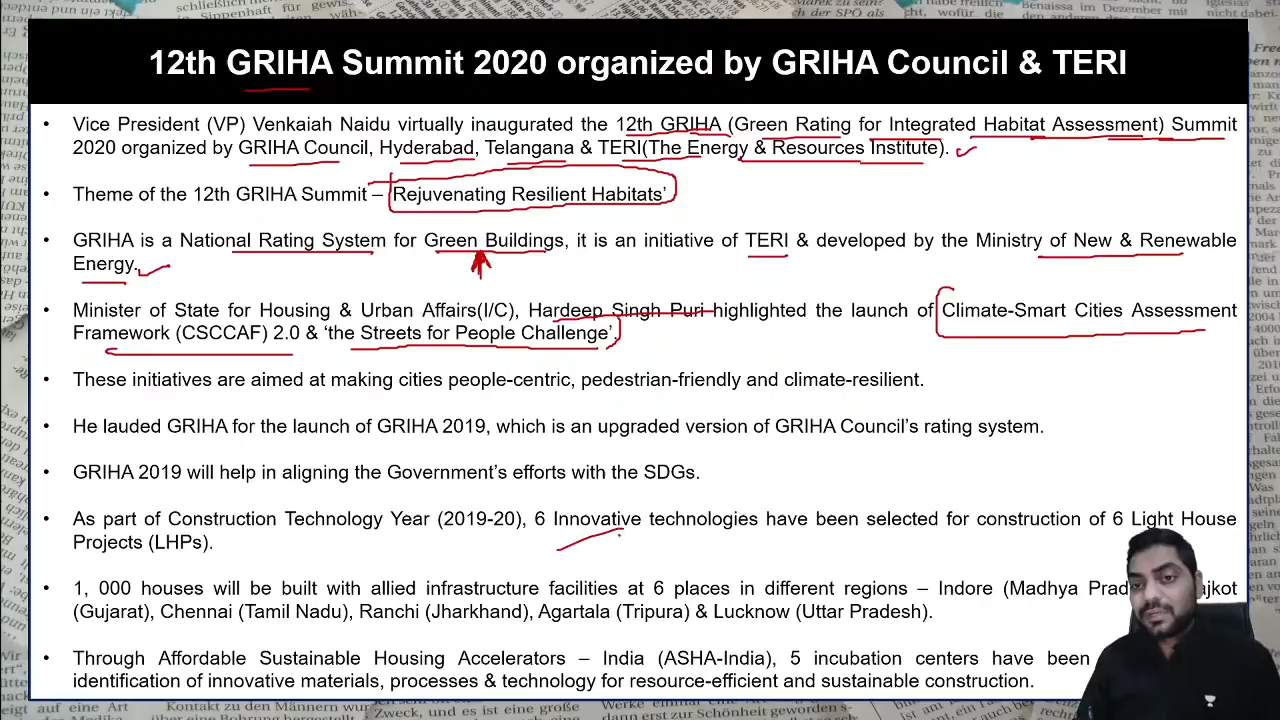 12th GRIHA Summit 2020 organized by GRIHA Council & TERI
• Vice President (VP) Venkaiah Naidu virtually inaugurated the 12th GRIHA (Green Rating for Integrated Habitat Assessment) Summit
2020 organized by GRIHA Council, Hyderabad, Telangana & TERI(The Energy & Resources Institute).
• Theme of the 12th GRIHA Summit – Rejuvenating Resilient Habitats’
• GRIHA is a National Rating System for Green Buildings, it is an initiative of TERI & developed by the Ministry of New & Renewable
Energy.
• Minister of State for Housing & Urban Affairs(I/C), Hardeep Singh Puri highlighted the launch of Climate-Smart Cities Assessment
Framework (CSCCAF) 2.0 & ‘the Streets for People Challenge’.
• These initiatives are aimed at making cities people-centric, pedestrian-friendly and climate-resilient.
• He lauded GRIHA for the launch of GRIHA 2019, which is an upgraded version of GRIHA Council’s rating system.
• GRIHA 2019 will help in aligning the Government’s efforts with the SDGs.
• As part of Construction Technology Year (2019-20), 6 Innovative technologies have been selected for construction of 6 Light House
Projects (LHPs).
• 1, 000 houses will be built with allied infrastructure facilities at 6 places in different regions – Indore (Madhya
(Gujarat), Chennai (Tamil Nadu), Ranchi (Jharkhand), Agartala (Tripura) & Lucknow (Uttar Pradesh).
• Through Affordable Sustainable Housing Accelerators – India (ASHA-India), 5 incubation centers have been
identification of innovative materials, processes & technology for resource-efficient and sustainable construction.